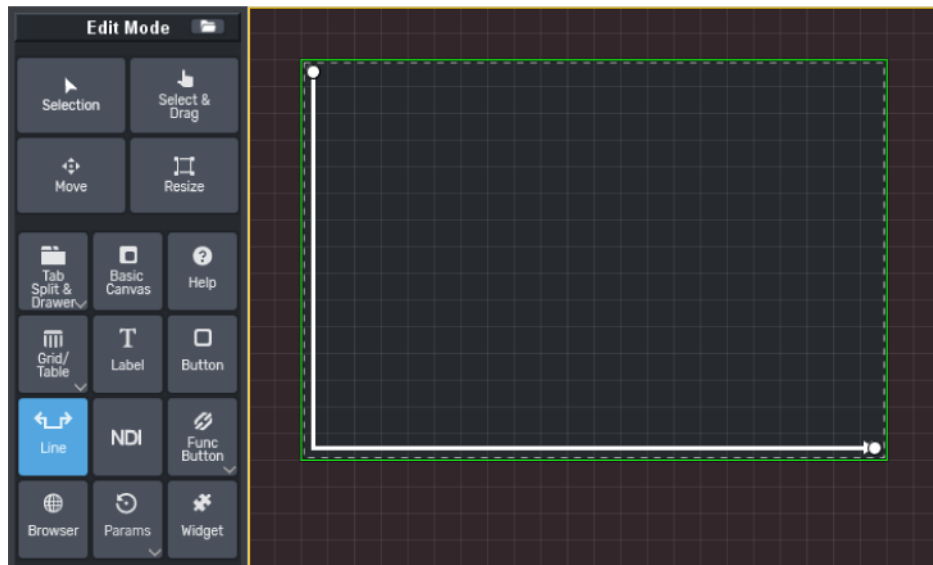 Edit Mode
Selection
Select &
Drag
Move
Resize
Tab
Split &
Drawer
Basic
Canvas
Help
Grid/
Table
T
Label
Button
Line
NDI
Func
Button
Browser
Params
Widget